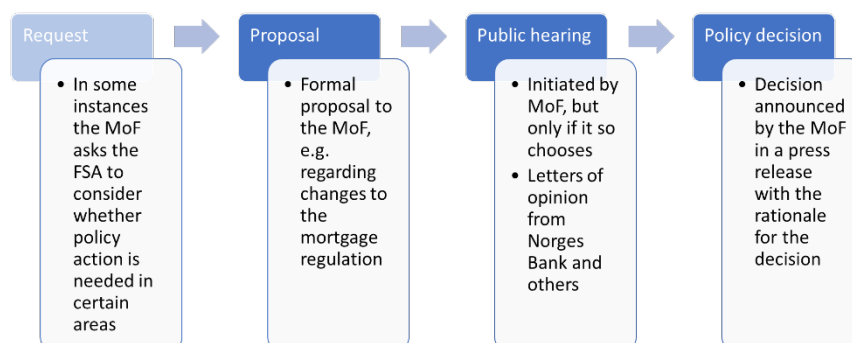 Request
• In some
instances
the MoF
asks the
FSA to
consider
whether
policy
action is
needed in
certain
areas
Proposal
• Formal
proposal to
the MoF,
e.g.
regarding
changes to
the
mortgage
regulation
Public hearing
• Initiated by
MoF, but
only if it so
chooses
• Letters of
opinion
from
Norges
Bank and
others
Policy decision
• Decision
announced
by the MoF
in a press
release
with the
rationale
for the
decision